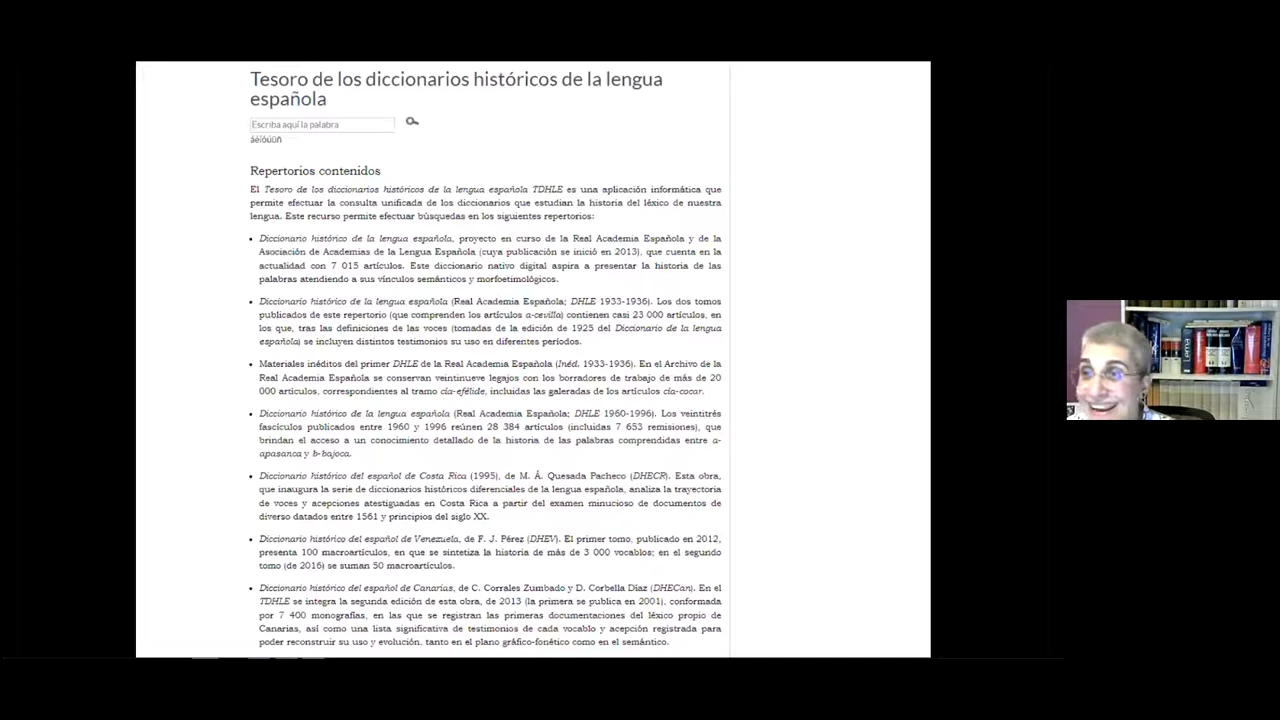 Tesoro de los diccionarios históricos de la lengua
española
Escriba aquí la palabra
áéíóúüñ
Repertorios contenidos
El Tesoro de los diccionarios históricos de la lengua española TDHLE es una aplicación informática que
permite efectuar la consulta unificada de los diccionarios que estudian la historia del léxico de nuestra
lengua. Este recurso permite efectuar búsquedas en los siguientes repertorios:
• Diccionario histórico de la lengua española, proyecto en curso de la Real Academia Española y de la
Asociación de Academias de la Lengua Española (cuya publicación se inició en 2013), que cuenta en la
actualidad con 7 015 artículos. Este diccionario nativo digital aspira a presentar la historia de las
palabras atendiendo a sus vínculos semánticos y morfoetimológicos.
• Diccionario histórico de la lengua española (Real Academia Española; DHLE 1933-1936). Los dos tomos
publicados de este repertorio (que comprenden los artículos a-cevilla) contienen casi 23 000 artículos, en
los que, tras las definiciones de las voces (tomadas de la edición de 1925 del Diccionario de la lengua
española) se incluyen distintos testimonios su uso en diferentes períodos.
• Materiales inéditos del primer DHLE de la Real Academia Española (Inéd. 1933-1936). En el Archivo de la
Real Academia Española se conservan veintinueve legajos con los borradores de trabajo de más de 20
000 artículos, correspondientes al tramo cía-efélide, incluidas las galeradas de los artículos cía-cocar.
• Diccionario histórico de la lengua española (Real Academia Española; DHLE 1960-1996). Los veintitrés
fascículos publicados entre 1960 y 1996 reúnen 28 384 artículos (incluidas 7 653 remisiones), que
brindan el acceso a un conocimiento detallado de la historia de las palabras comprendidas entre a-
apasanca y b-bajoca.
• Diccionario histórico del español de Costa Rica (1995), de M. Á. Quesada Pacheco (DHECR). Esta obra,
que inaugura la serie de diccionarios históricos diferenciales de la lengua española, analiza la trayectoria
de voces y acepciones atestiguadas en Costa Rica a partir del examen minucioso de documentos de
diverso datados entre 1561 y principios del siglo XX.
• Diccionario histórico del español de Venezuela, de F. J. Pérez (DHEV). El primer tomo, publicado en 2012,
presenta 100 macroartículos, en que se sintetiza la historia de más de 3 000 vocablos; en el segundo
tomo (de 2016) se suman 50 macroartículos.
• Diccionario histórico del español de Canarias, de C. Corrales Zumbado y D. Corbella Díaz (DHECan). En el
TDHLE se integra la segunda edición de esta obra, de 2013 (la primera se publica en 2001), conformada
por 7 400 monografías, en las que se registran las primeras documentaciones del léxico propio de
Canarias, así como una lista significativa de testimonios de cada vocablo y acepción registrada para
poder reconstruir su uso y evolución, tanto en el plano gráfico-fonético como en el semántico.